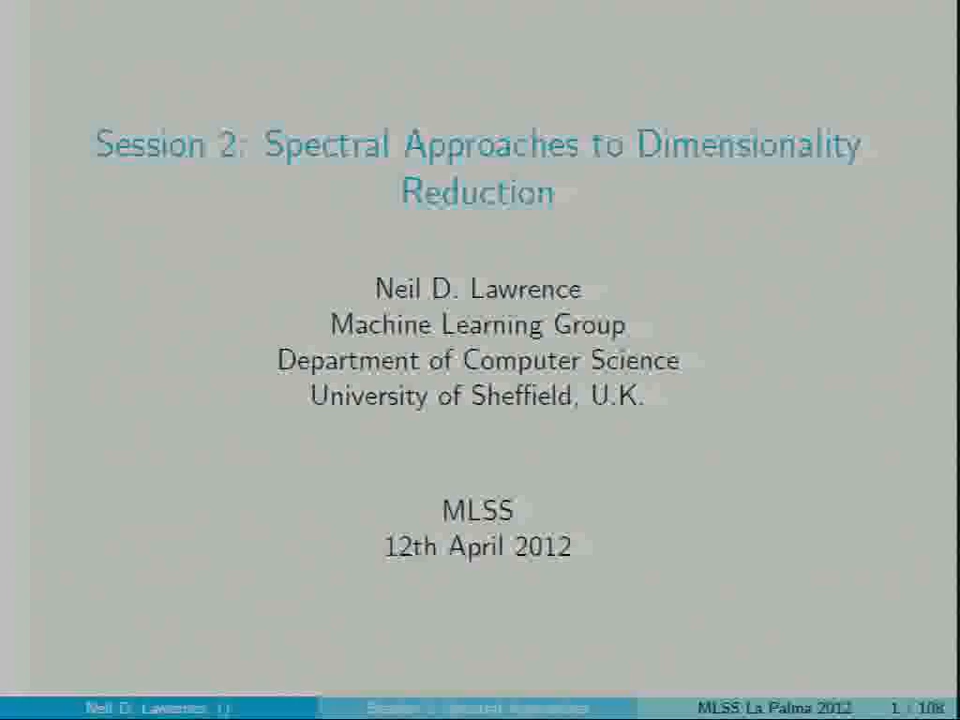 Session 2: Spectral Approaches to Dimensionality
Reduction
Neil D. Lawrence
Machine Learning Group
Department of Computer Science
University of Sheffield, U.K.
MLSS
12th April 2012
Neil D. Lawrence ()
MLSS La Palma 2012
1 / 108